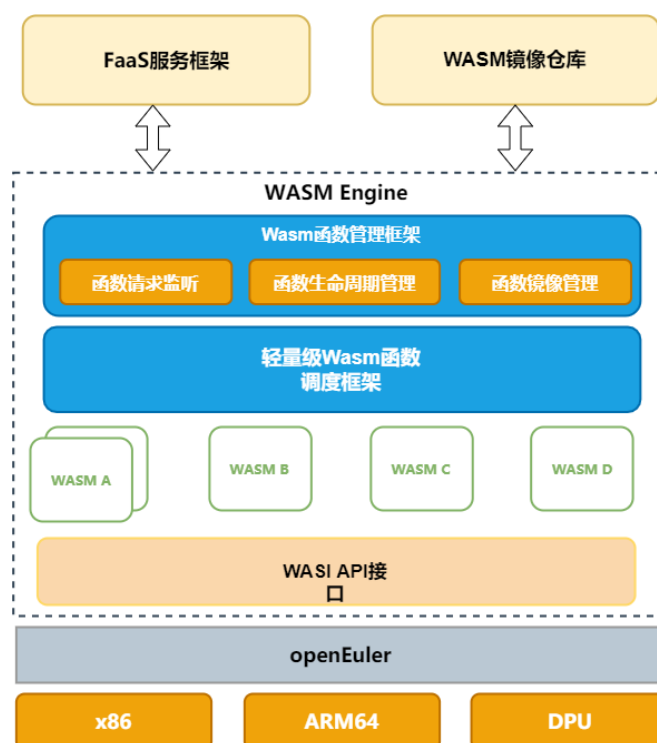 FaaS服务框架
WASM镜像仓库
WASM Engine
Wasm函数管理框架
函数请求监听
函数生命周期管理
函数镜像管理
轻量级Wasm函数
调度框架
WASM A
WASM B
WASM C
WASM D
WASI API接
口
openEuler
x86
ARM64
DPU